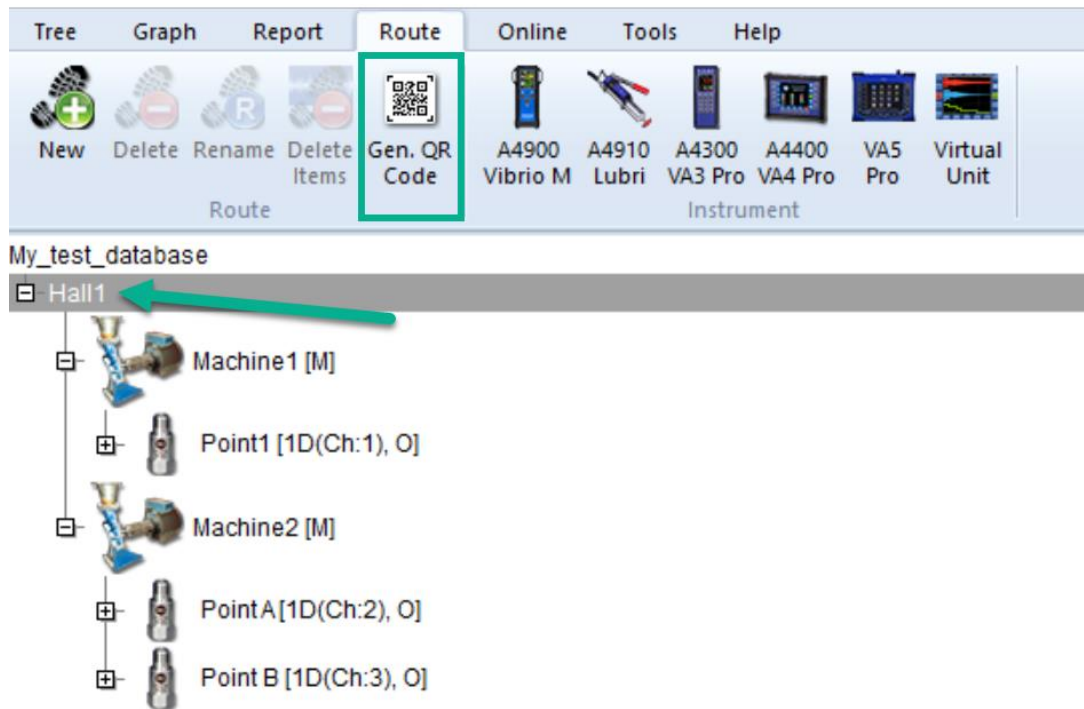 Tree Graph Report Route Online Tools Help
New Delete Rename Delete Items Gen. QR Code A4900 Vibrio M A4910 Lubri A4300 VA3 Pro A4400 VA4 Pro VA5 Pro Virtual Unit
Route Instrument
My_test_database
Hall1
Machine1 [M]
Point1 [1D(Ch:1), O]
Machine2 [M]
Point A [1D(Ch:2), O]
Point B [1D(Ch:3), O]